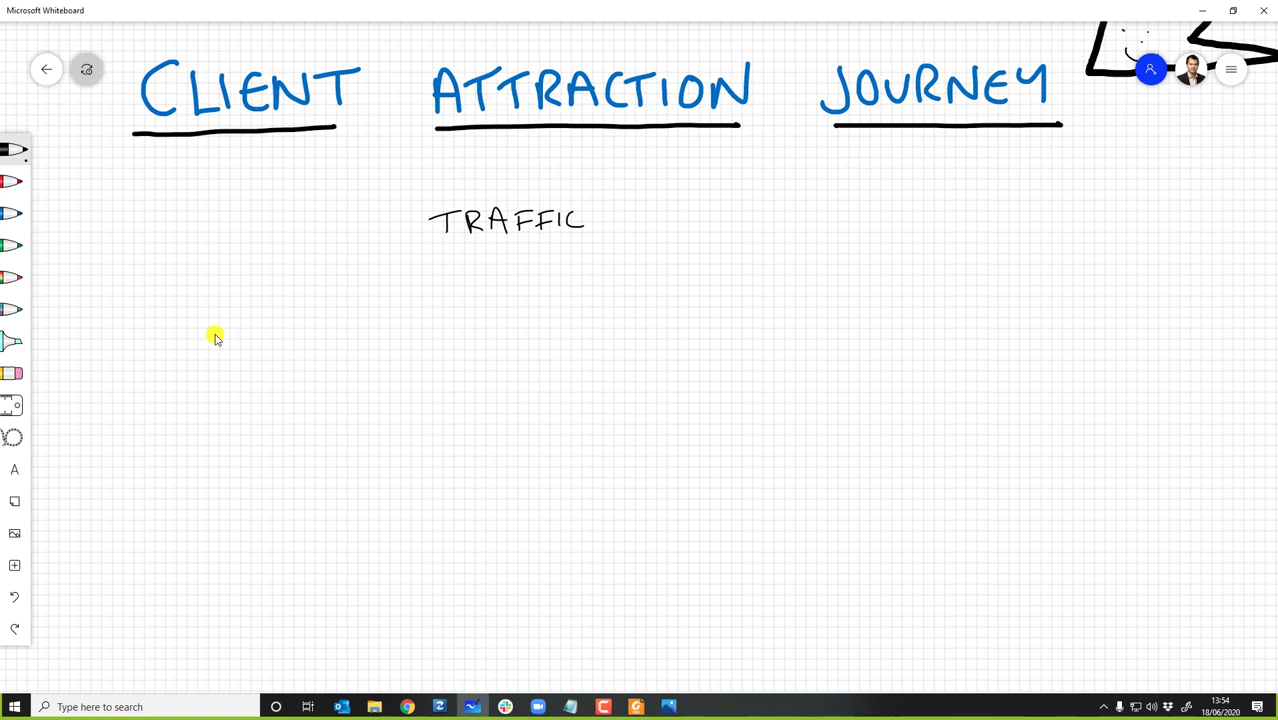 Microsoft Whiteboard
CLIENT ATTRACTION JOURNEY
TRAFFIC
A
Type here to search
13:54
18/06/2020